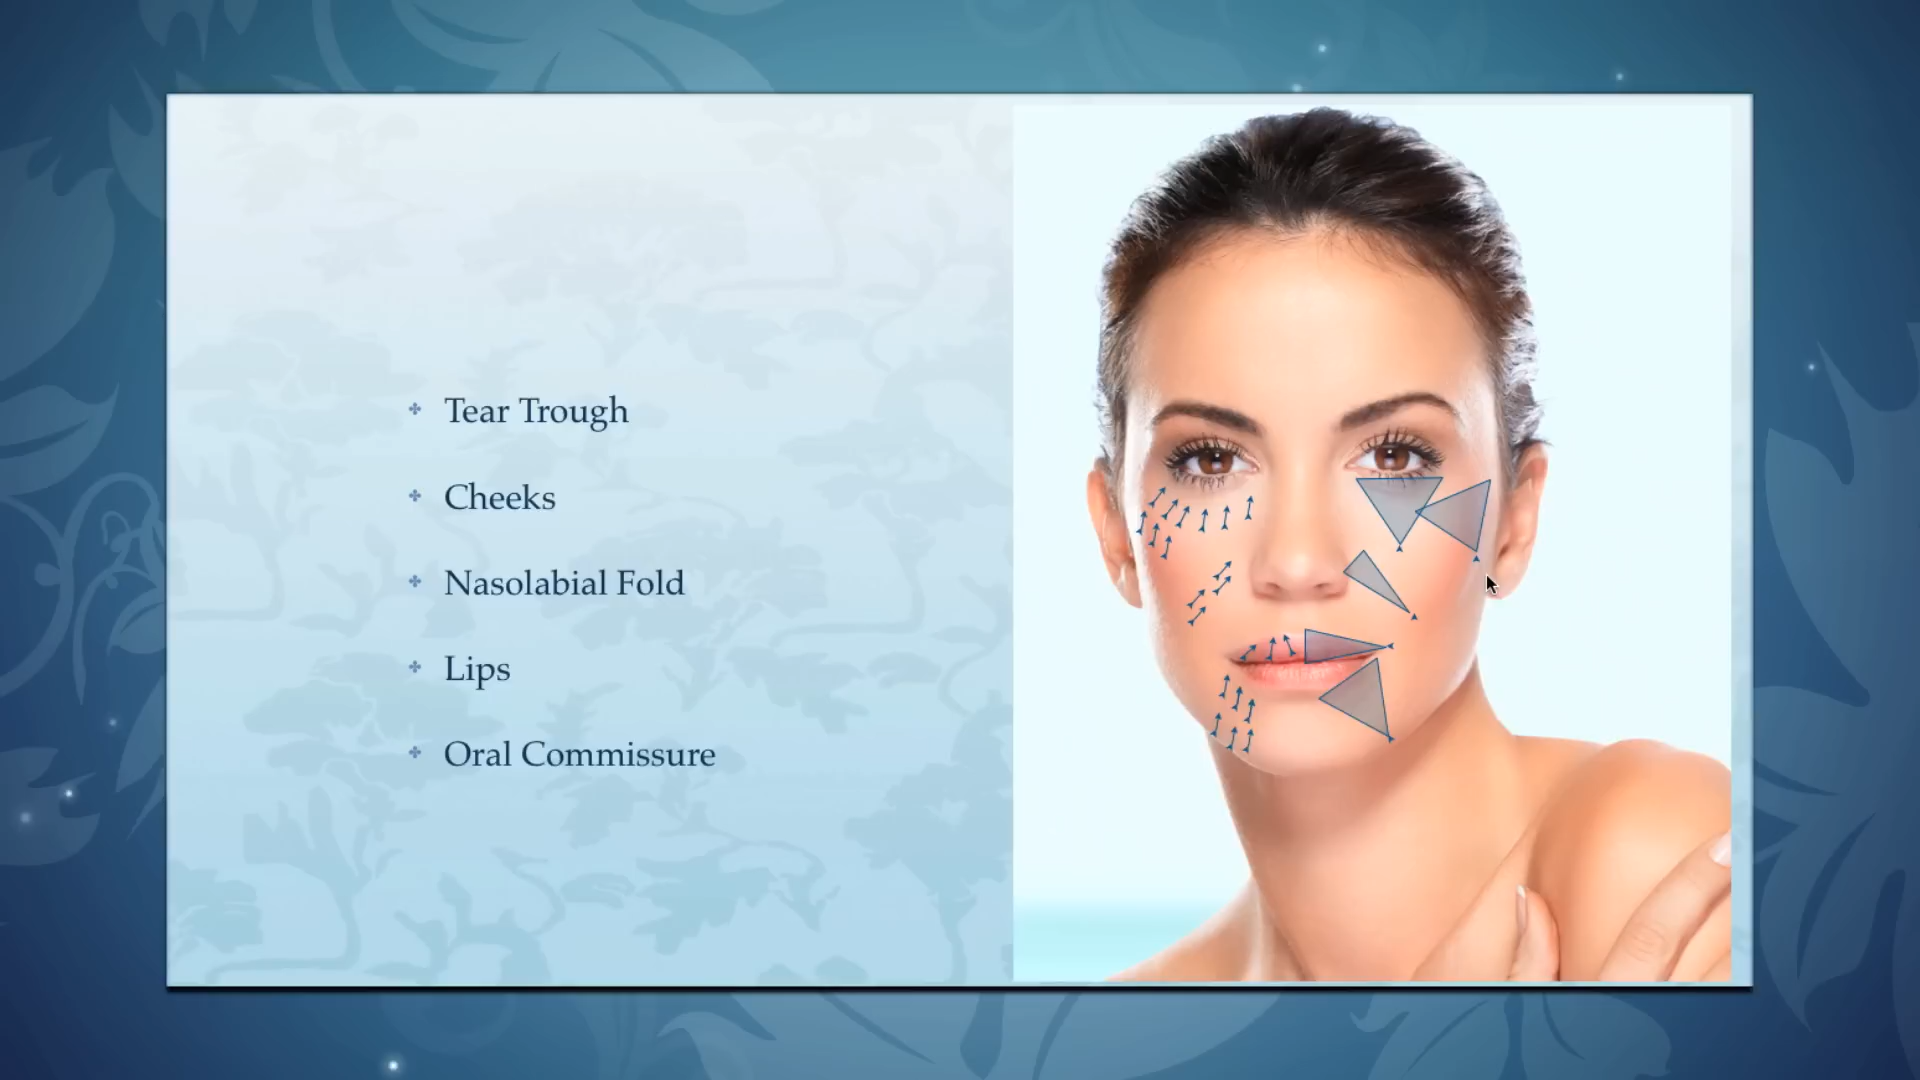 Tear Trough
Cheeks
Nasolabial Fold
Lips
Oral Commissure